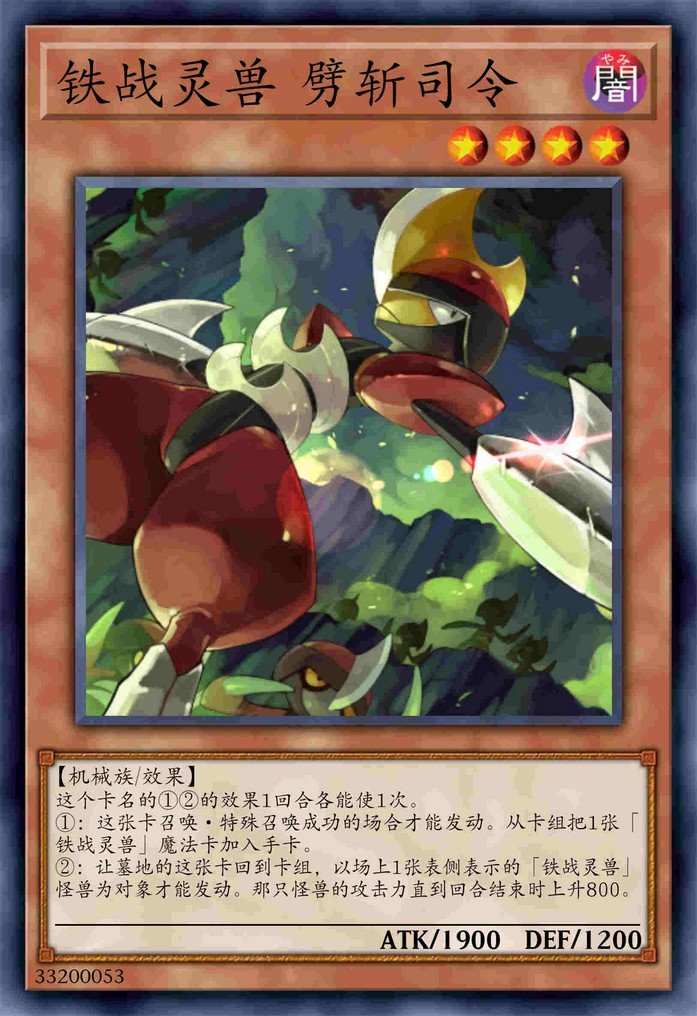 铁战灵兽 劈斩司令
やみ
闇
【机械族/效果】
这个卡名的①②的效果1回合各能使1次。
①：这张卡召唤·特殊召唤成功的场合才能发动。从卡组把1张「
铁战灵兽」魔法卡加入手卡。
②：让墓地的这张卡回到卡组，以场上1张表侧表示的「铁战灵兽」
怪兽为对象才能发动。那只怪兽的攻击力直到回合结束时上升800。
ATK/1900 DEF/1200
33200053